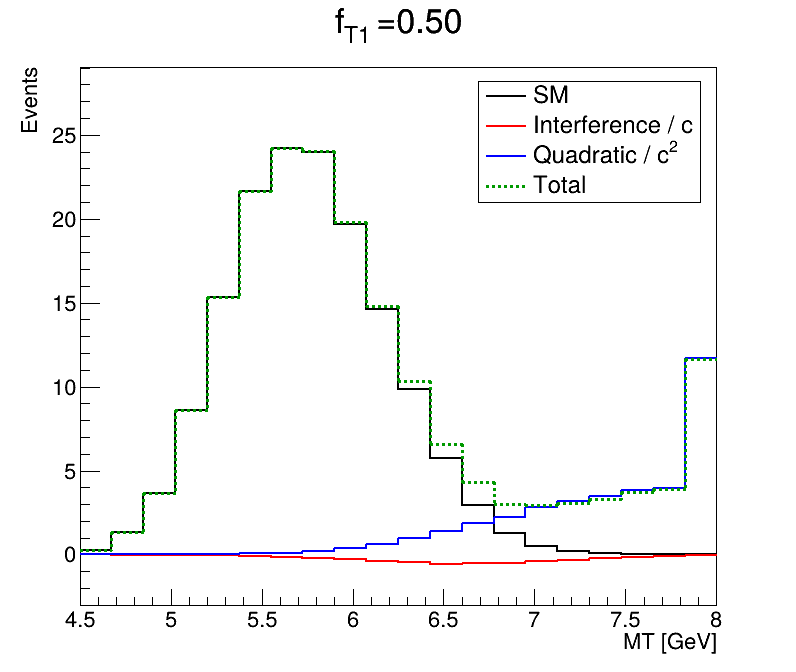 f_T1 =0.50
Events
SM
Interference / c
Quadratic / c²
Total
25
20
15
10
5
0
4.5 5 5.5 6 6.5 7 7.5 8
MT [GeV]